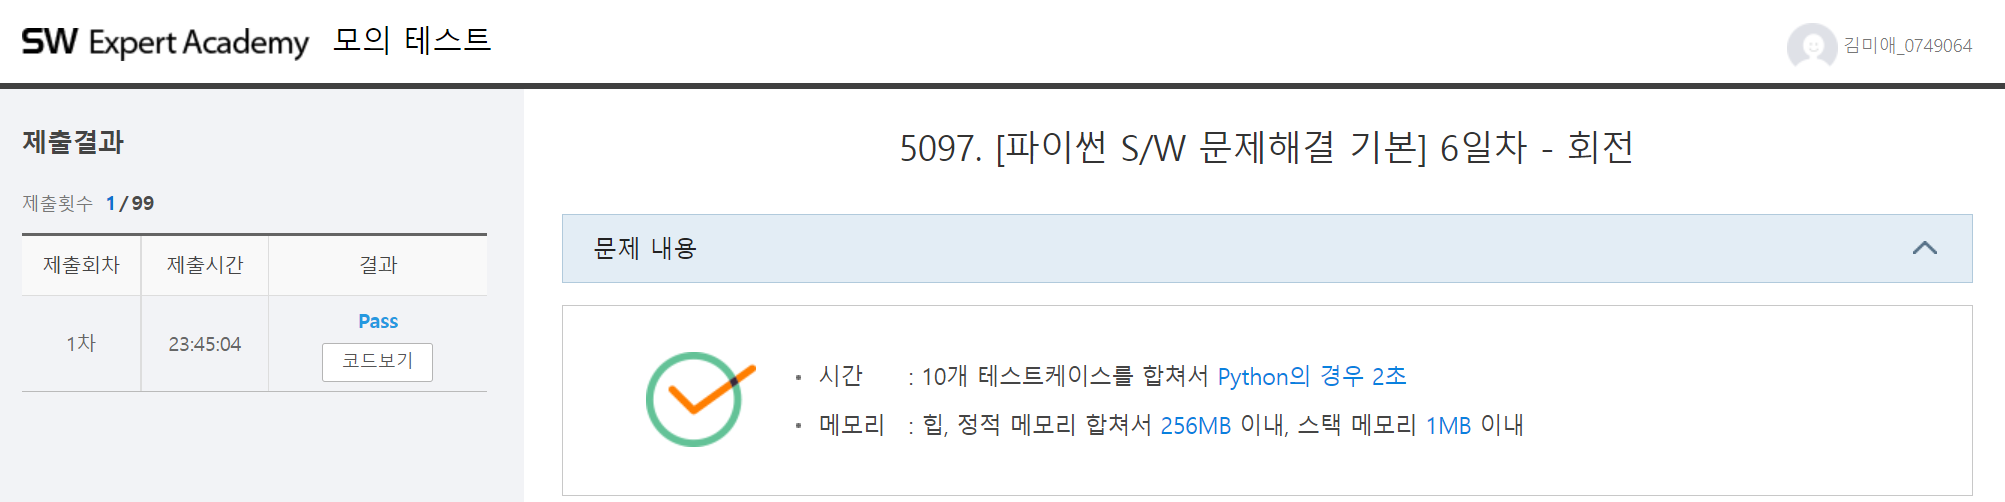 SW Expert Academy 모의 테스트
김미애_0749064
제출결과
제출횟수 1 / 99
제출회차 제출시간 결과
1차 23:45:04 Pass
코드보기
5097. [파이썬 S/W 문제해결 기본] 6일차 - 회전
문제 내용
• 시간 : 10개 테스트케이스를 합쳐서 Python의 경우 2초
• 메모리 : 힙, 정적 메모리 합쳐서 256MB 이내, 스택 메모리 1MB 이내